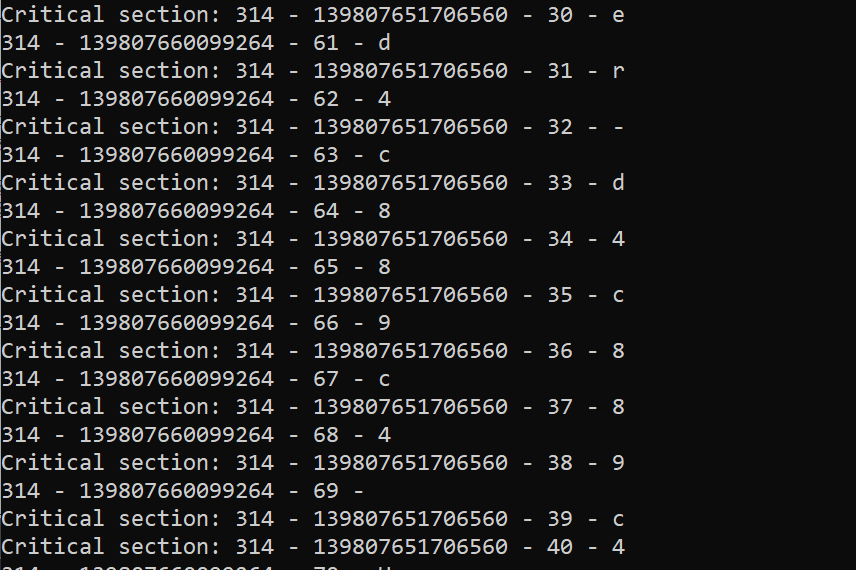 Critical section: 314 - 139807651706560 - 30 - e
314 - 139807660099264 - 61 - d
Critical section: 314 - 139807651706560 - 31 - r
314 - 139807660099264 - 62 - 4
Critical section: 314 - 139807651706560 - 32 - -
314 - 139807660099264 - 63 - c
Critical section: 314 - 139807651706560 - 33 - d
314 - 139807660099264 - 64 - 8
Critical section: 314 - 139807651706560 - 34 - 4
314 - 139807660099264 - 65 - 8
Critical section: 314 - 139807651706560 - 35 - c
314 - 139807660099264 - 66 - 9
Critical section: 314 - 139807651706560 - 36 - 8
314 - 139807660099264 - 67 - c
Critical section: 314 - 139807651706560 - 37 - 8
314 - 139807660099264 - 68 - 4
Critical section: 314 - 139807651706560 - 38 - 9
314 - 139807660099264 - 69 -
Critical section: 314 - 139807651706560 - 39 - c
Critical section: 314 - 139807651706560 - 40 - 4